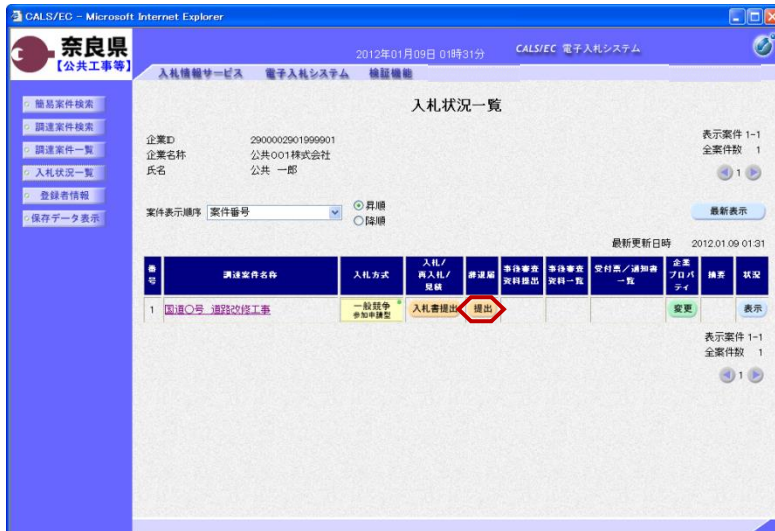 CALS/EC - Microsoft Internet Explorer
奈良県
【公共工事等】
2012年01月09日 01時31分
CALS/EC 電子入札システム
入札情報サービス 電子入札システム 検証機能
簡易案件検索
調達案件検索
調達案件一覧
入札状況一覧
登録者情報
保存データ表示
入札状況一覧
企業ID 2900002901999901
企業名称 公共001株式会社
氏名 公共 一郎
表示案件 1-1
全案件数 1
1
案件表示順序 案件番号
昇順
降順
最新表示
最新更新日時 2012.01.09 01:31
番号 調達案件名称 入札方式 入札/再入札/見積 辞退届 事後審査資料提出 事後審査資料一覧 受付票/通知書一覧 企業プロパティ 摘要 状況
1 国道〇号 道路改修工事 一般競争 参加申請型 入札書提出 提出 変更 表示
表示案件 1-1
全案件数 1
1